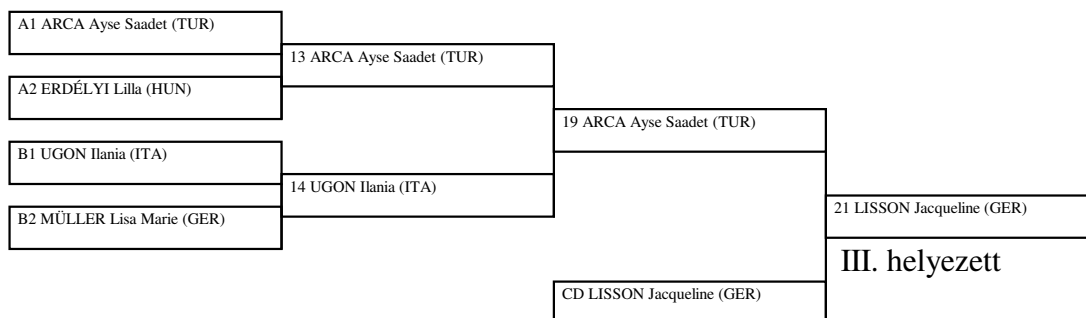 A1 ARCA Ayse Saadet (TUR)
13 ARCA Ayse Saadet (TUR)
A2 ERDÉLYI Lilla (HUN)
19 ARCA Ayse Saadet (TUR)
B1 UGON Ilania (ITA)
14 UGON Ilania (ITA)
B2 MÜLLER Lisa Marie (GER)
21 LISSON Jacqueline (GER)
III. helyezett
CD LISSON Jacqueline (GER)